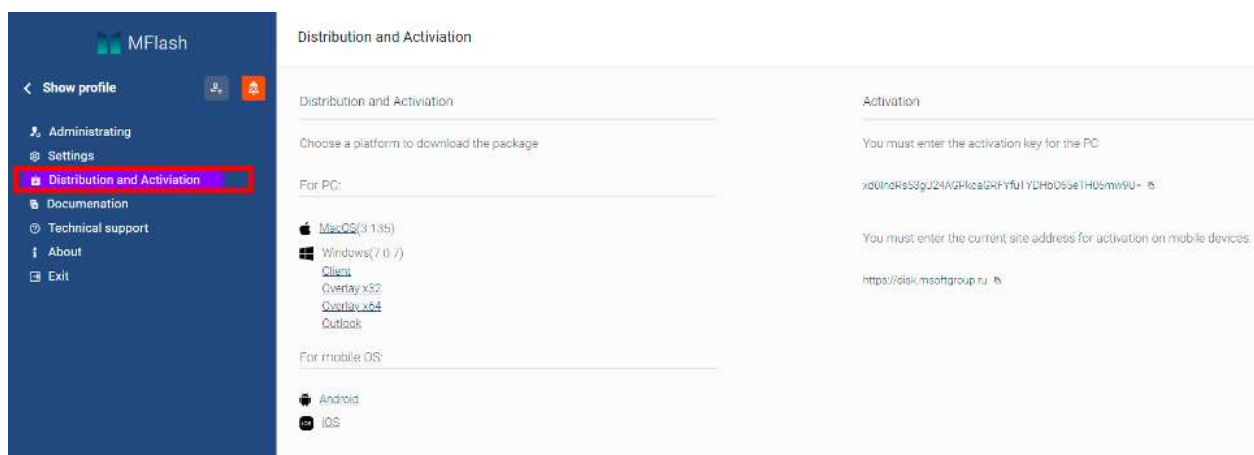 MFlash
Show profile
Administrating
Settings
Distribution and Activiation
Documenation
Technical support
About
Exit
Distribution and Activiation
Distribution and Activiation
Choose a platform to download the package
For PC:
MacOS(3.135)
Windows(7.0.7)
Client
Overlay x32
Overlay x64
Outlook
For mobile OS:
Android
iOS
Activation
You must enter the activation key for the PC
You must enter the current site address for activation on mobile devices:
https://disk.msoftgroup.ru